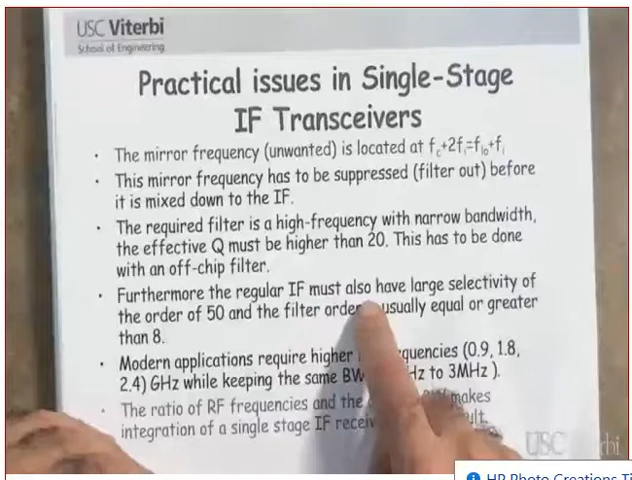 USC Viterbi
School of Engineering
Practical issues in Single-Stage
IF Transceivers
• The mirror frequency (unwanted) is located at fc+2fi=flo+fi
• This mirror frequency has to be suppressed (filter out) before
it is mixed down to the IF.
• The required filter is a high-frequency with narrow bandwidth,
the effective Q must be higher than 20. This has to be done
with an off-chip filter.
• Furthermore the regular IF must also have large selectivity of
the order of 50 and the filter order usually equal or greater
than 8.
• Modern applications require higher frequencies (0.9, 1.8,
2.4) GHz while keeping the same BW Hz to 3MHz ).
• The ratio of RF frequencies and the makes
integration of a single stage IF
USC Viterbi
HP Photo Creations